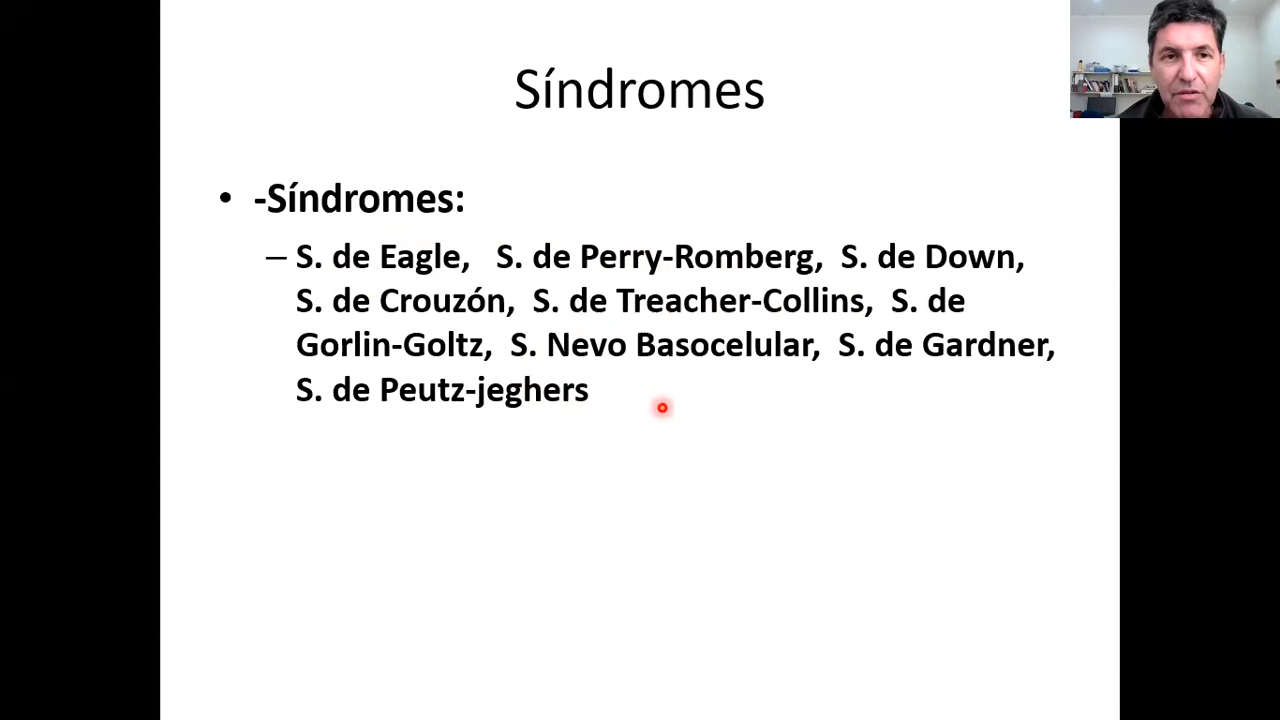 Síndromes
• -Síndromes:
– S. de Eagle, S. de Perry-Romberg, S. de Down,
S. de Crouzón, S. de Treacher-Collins, S. de
Gorlin-Goltz, S. Nevo Basocelular, S. de Gardner,
S. de Peutz-jeghers